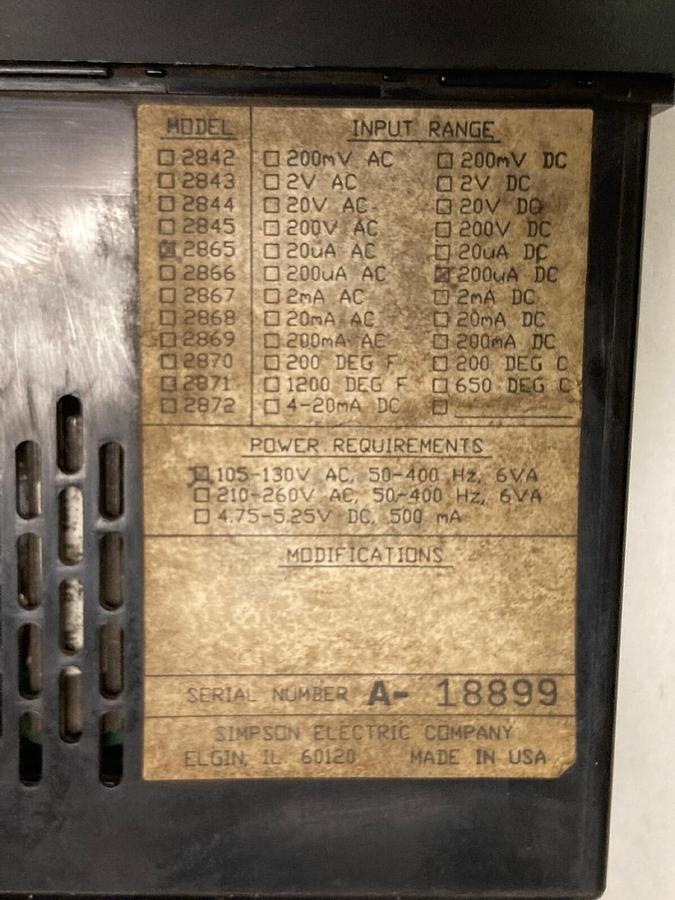 MODEL INPUT RANGE
☐ 2842 ☐ 200mV AC ☐ 200mV DC
☐ 2843 ☐ 2V AC ☐ 2V DC
☐ 2844 ☐ 20V AC ☐ 20V DC
☐ 2845 ☐ 200V AC ☐ 200V DC
☒ 2865 ☐ 20uA AC ☐ 20uA DC
☐ 2866 ☐ 200uA AC ☒ 200uA DC
☐ 2867 ☐ 2mA AC ☐ 2mA DC
☐ 2868 ☐ 20mA AC ☐ 20mA DC
☐ 2869 ☐ 200mA AC ☐ 200mA DC
☐ 2870 ☐ 200 DEG F ☐ 200 DEG C
☐ 2871 ☐ 1200 DEG F ☐ 650 DEG C
☐ 2872 ☐ 4-20mA DC ☐
POWER REQUIREMENTS
☒ 105-130V AC, 50-400 Hz, 6VA
☐ 210-260V AC, 50-400 Hz, 6VA
☐ 4.75-5.25V DC, 500 mA
MODIFICATIONS
SERIAL NUMBER A- 18899
SIMPSON ELECTRIC COMPANY
ELGIN, IL 60120 MADE IN USA